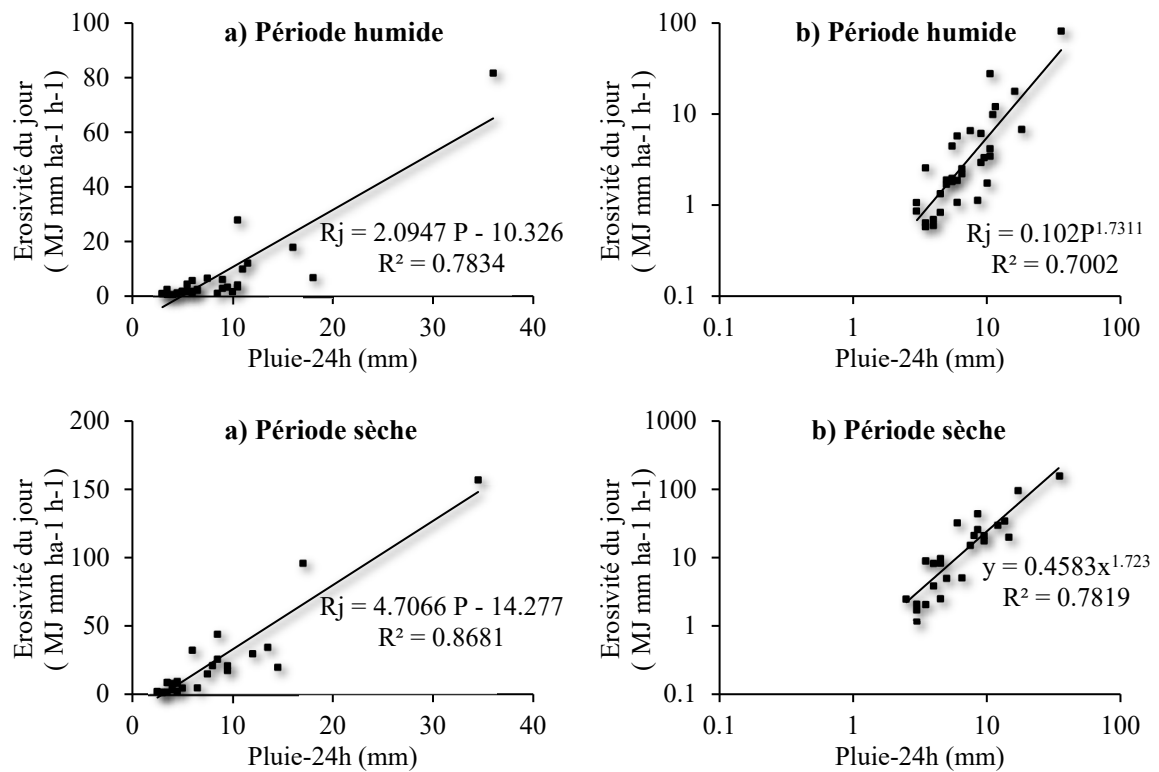 a) Période humide
Erosivité du jour
( MJ mm ha-1 h-1)
100
80
60
40
20
0
Rj = 2.0947 P - 10.326
R² = 0.7834
0 10 20 30 40
Pluie-24h (mm)
b) Période humide
Erosivité du jour
( MJ mm ha-1 h-1)
100
10
1
0.1
Rj = 0.102P^1.7311
R² = 0.7002
0.1 1 10 100
Pluie-24h (mm)
a) Période sèche
Erosivité du jour
( MJ mm ha-1 h-1)
200
150
100
50
0
Rj = 4.7066 P - 14.277
R² = 0.8681
0 10 20 30 40
Pluie-24h (mm)
b) Période sèche
Erosivité du jour
( MJ mm ha-1 h-1)
1000
100
10
1
0.1
y = 0.4583x^1.723
R² = 0.7819
0.1 1 10 100
Pluie-24h (mm)